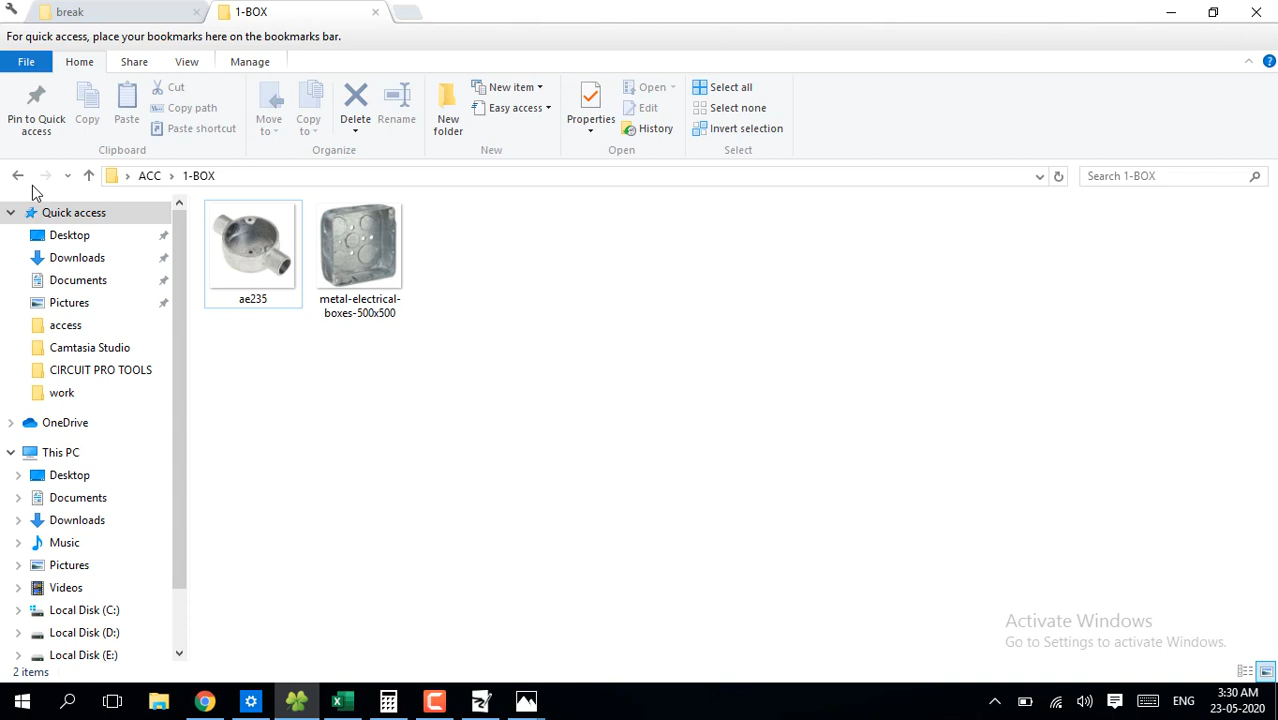 break
1-BOX
For quick access, place your bookmarks here on the bookmarks bar.
File Home Share View Manage
Pin to Quick access
Copy
Paste
Cut
Copy path
Paste shortcut
Clipboard
Move to
Copy to
Delete
Rename
Organize
New folder
New item
Easy access
New
Properties
Open
Edit
History
Open
Select all
Select none
Invert selection
Select
ACC 1-BOX
Search 1-BOX
Quick access
Desktop
Downloads
Documents
Pictures
access
Camtasia Studio
CIRCUIT PRO TOOLS
work
OneDrive
This PC
Desktop
Documents
Downloads
Music
Pictures
Videos
Local Disk (C:)
Local Disk (D:)
Local Disk (E:)
ae235
metal-electrical-
boxes-500x500
Activate Windows
Go to Settings to activate Windows.
2 items
ENG
3:30 AM
23-05-2020